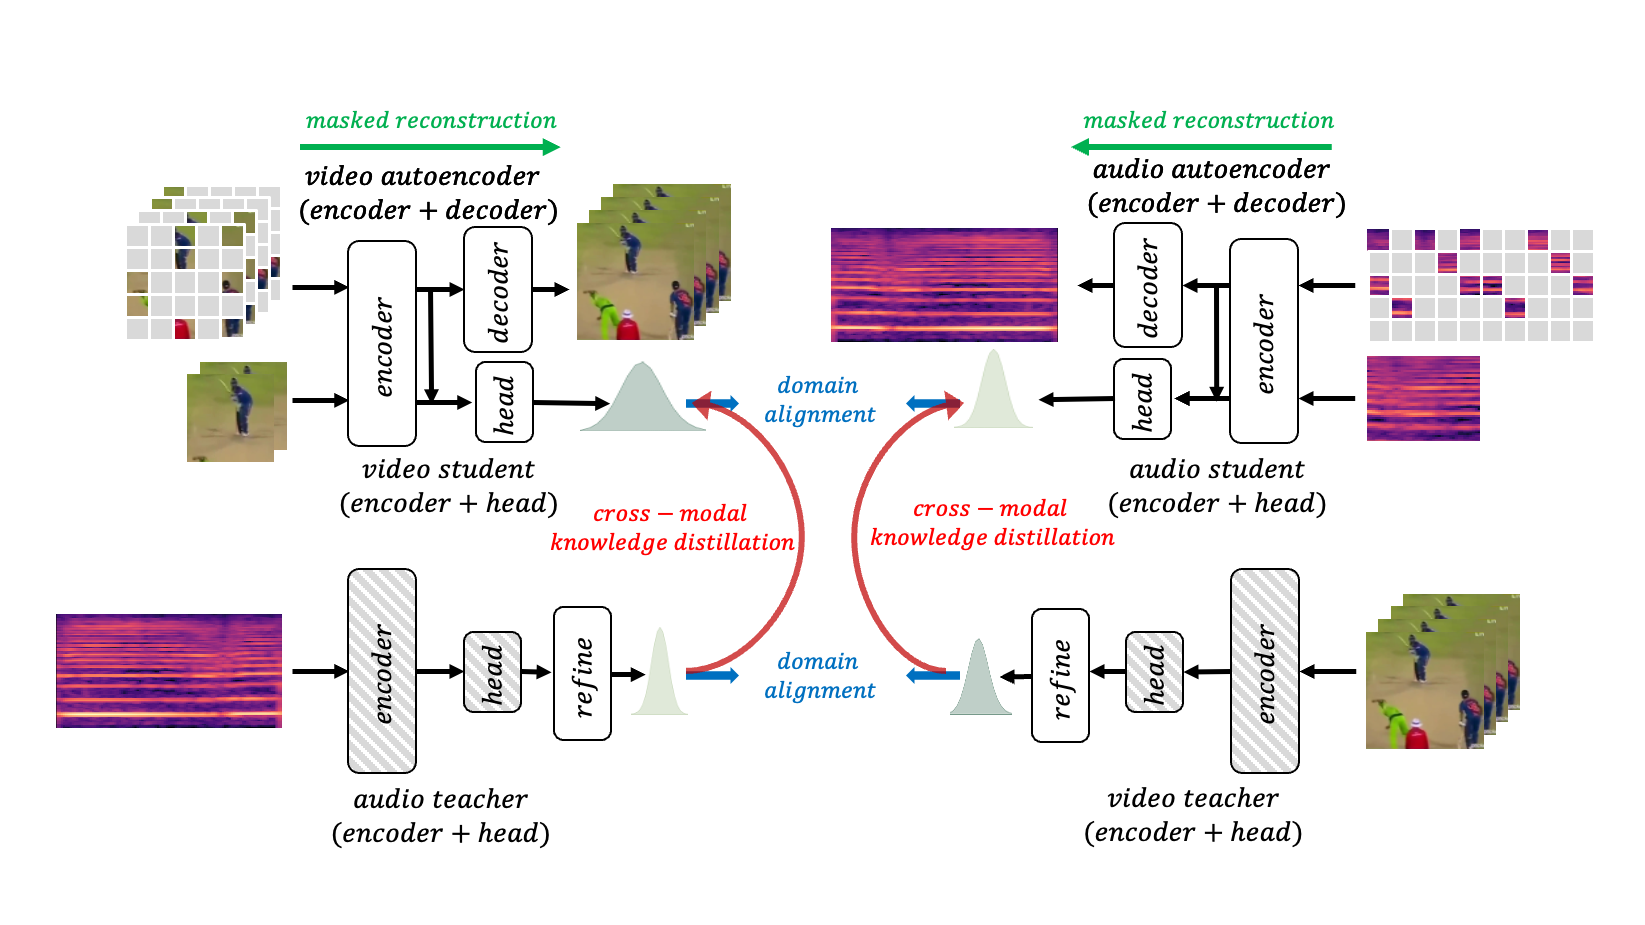 masked reconstruction
video autoencoder
(encoder + decoder)
encoder
decoder
head
video student
(encoder + head)
masked reconstruction
audio autoencoder
(encoder + decoder)
decoder
encoder
head
audio student
(encoder + head)
domain
alignment
cross − modal
knowledge distillation
cross − modal
knowledge distillation
encoder
head
refine
audio teacher
(encoder + head)
domain
alignment
refine
head
encoder
video teacher
(encoder + head)